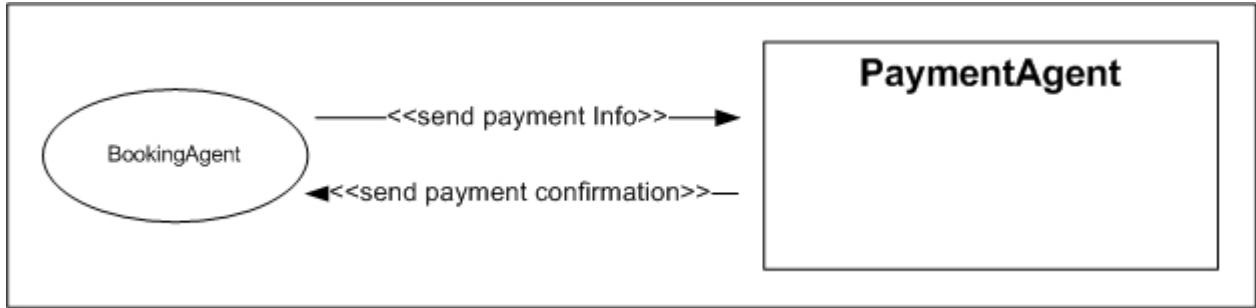 PaymentAgent
<<send payment Info>>
BookingAgent
<<send payment confirmation>>